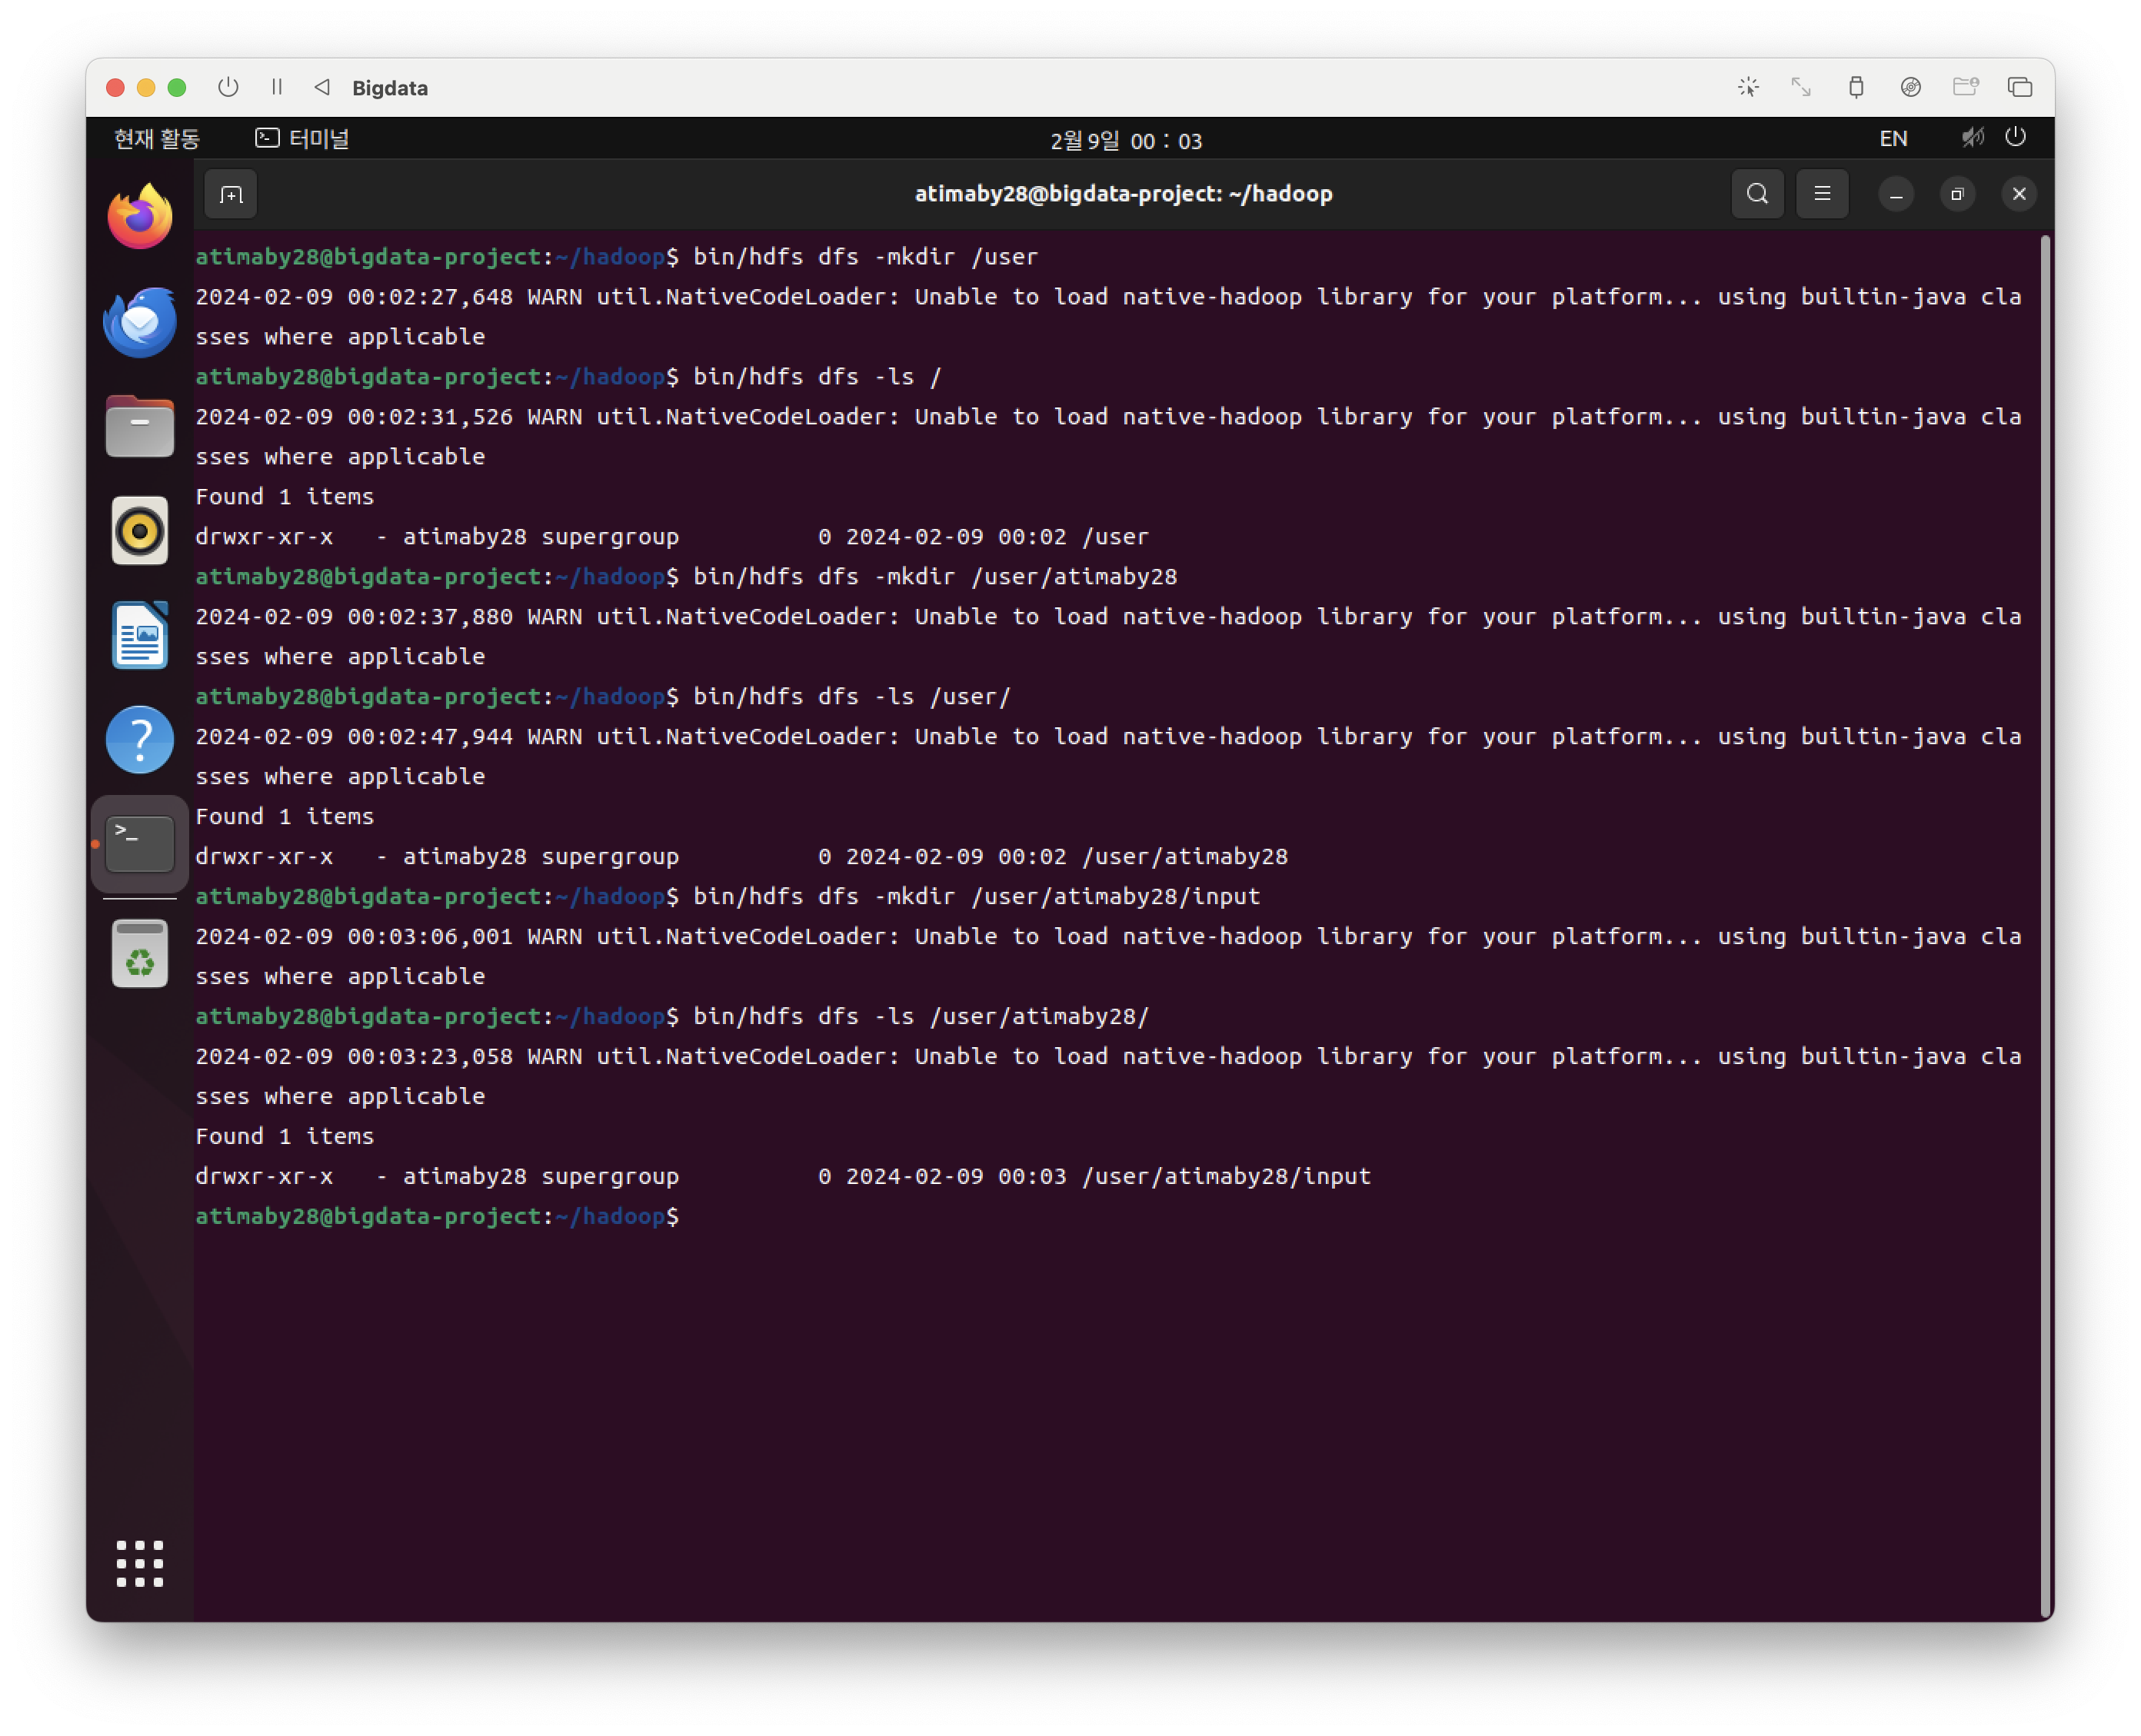 Bigdata
현재 활동 터미널 2월 9일 00 : 03 EN
atimaby28@bigdata-project: ~/hadoop
atimaby28@bigdata-project:~/hadoop$ bin/hdfs dfs -mkdir /user
2024-02-09 00:02:27,648 WARN util.NativeCodeLoader: Unable to load native-hadoop library for your platform... using builtin-java cla
sses where applicable
atimaby28@bigdata-project:~/hadoop$ bin/hdfs dfs -ls /
2024-02-09 00:02:31,526 WARN util.NativeCodeLoader: Unable to load native-hadoop library for your platform... using builtin-java cla
sses where applicable
Found 1 items
drwxr-xr-x   - atimaby28 supergroup          0 2024-02-09 00:02 /user
atimaby28@bigdata-project:~/hadoop$ bin/hdfs dfs -mkdir /user/atimaby28
2024-02-09 00:02:37,880 WARN util.NativeCodeLoader: Unable to load native-hadoop library for your platform... using builtin-java cla
sses where applicable
atimaby28@bigdata-project:~/hadoop$ bin/hdfs dfs -ls /user/
2024-02-09 00:02:47,944 WARN util.NativeCodeLoader: Unable to load native-hadoop library for your platform... using builtin-java cla
sses where applicable
Found 1 items
drwxr-xr-x   - atimaby28 supergroup          0 2024-02-09 00:02 /user/atimaby28
atimaby28@bigdata-project:~/hadoop$ bin/hdfs dfs -mkdir /user/atimaby28/input
2024-02-09 00:03:06,001 WARN util.NativeCodeLoader: Unable to load native-hadoop library for your platform... using builtin-java cla
sses where applicable
atimaby28@bigdata-project:~/hadoop$ bin/hdfs dfs -ls /user/atimaby28/
2024-02-09 00:03:23,058 WARN util.NativeCodeLoader: Unable to load native-hadoop library for your platform... using builtin-java cla
sses where applicable
Found 1 items
drwxr-xr-x   - atimaby28 supergroup          0 2024-02-09 00:03 /user/atimaby28/input
atimaby28@bigdata-project:~/hadoop$